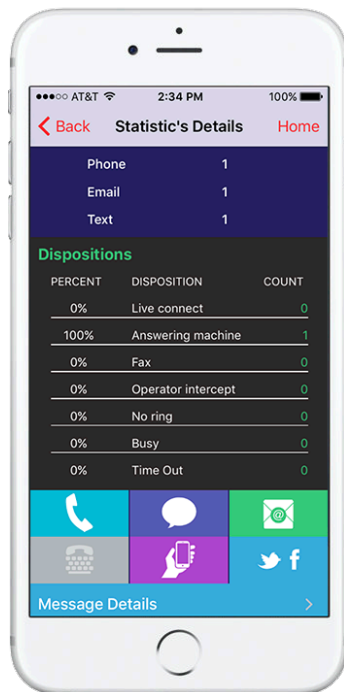 AT&T 2:34 PM 100%
Back Statistic's Details Home
Phone 1
Email 1
Text 1
Dispositions
PERCENT DISPOSITION COUNT
0% Live connect 0
100% Answering machine 1
0% Fax 0
0% Operator intercept 0
0% No ring 0
0% Busy 0
0% Time Out 0
@
f
Message Details